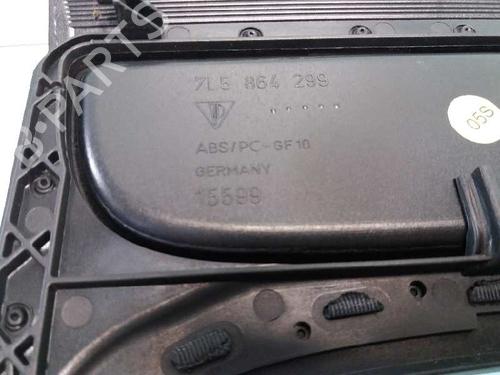 7L5 864 299
ABS/PC-GF10
GERMANY
15599
05S
B-PARTS